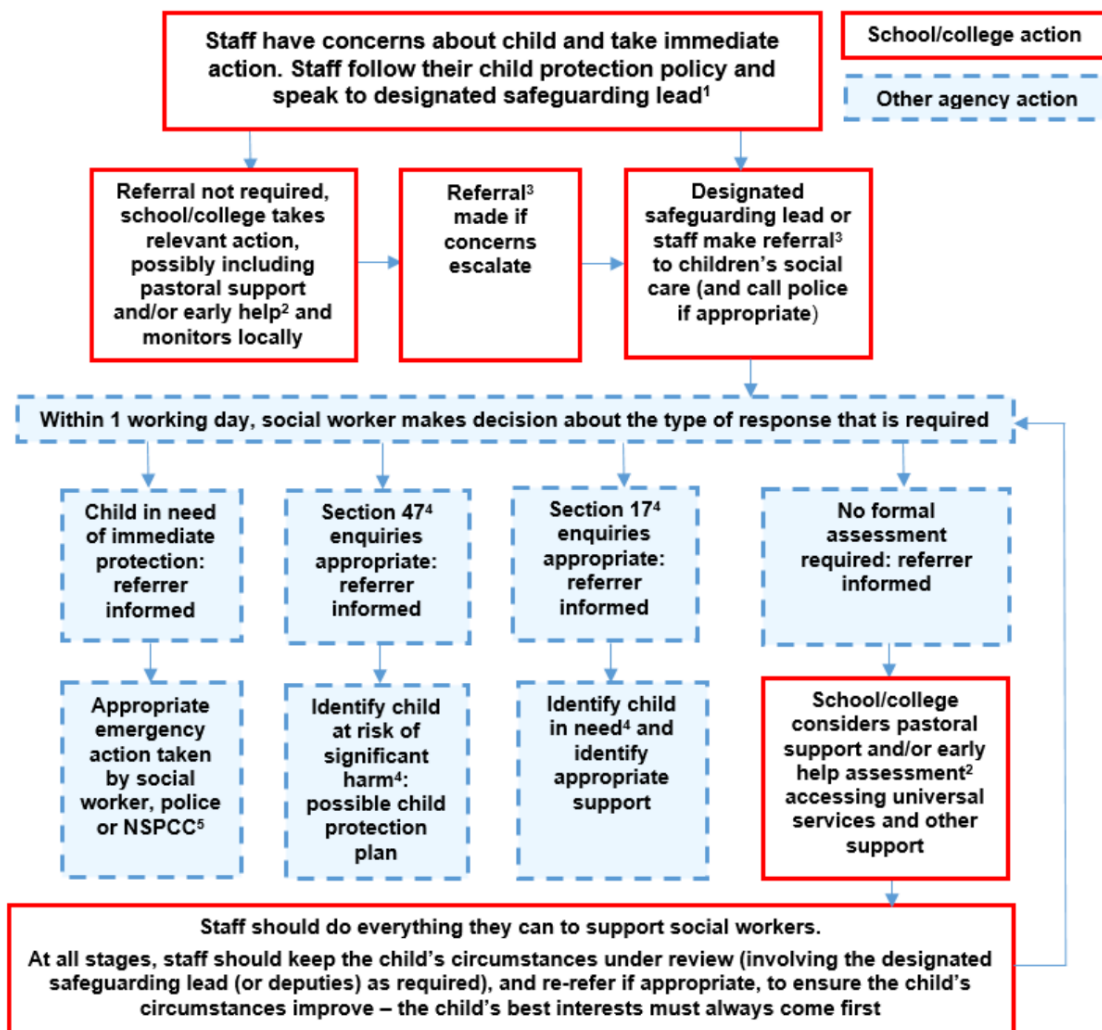 Staff have concerns about child and take immediate
action. Staff follow their child protection policy and
speak to designated safeguarding lead¹
School/college action
Other agency action
Referral not required,
school/college takes
relevant action,
possibly including
pastoral support
and/or early help² and
monitors locally
Referral³
made if
concerns
escalate
Designated
safeguarding lead or
staff make referral³
to children’s social
care (and call police
if appropriate)
Within 1 working day, social worker makes decision about the type of response that is required
Child in need
of immediate
protection:
referrer
informed
Section 47⁴
enquiries
appropriate:
referrer
informed
Section 17⁴
enquiries
appropriate:
referrer
informed
No formal
assessment
required: referrer
informed
Appropriate
emergency
action taken
by social
worker, police
or NSPCC⁵
Identify child
at risk of
significant
harm⁴:
possible child
protection
plan
Identify child
in need⁴ and
identify
appropriate
support
School/college
considers pastoral
support and/or early
help assessment²
accessing universal
services and other
support
Staff should do everything they can to support social workers.
At all stages, staff should keep the child’s circumstances under review (involving the designated
safeguarding lead (or deputies) as required), and re-refer if appropriate, to ensure the child’s
circumstances improve – the child’s best interests must always come first